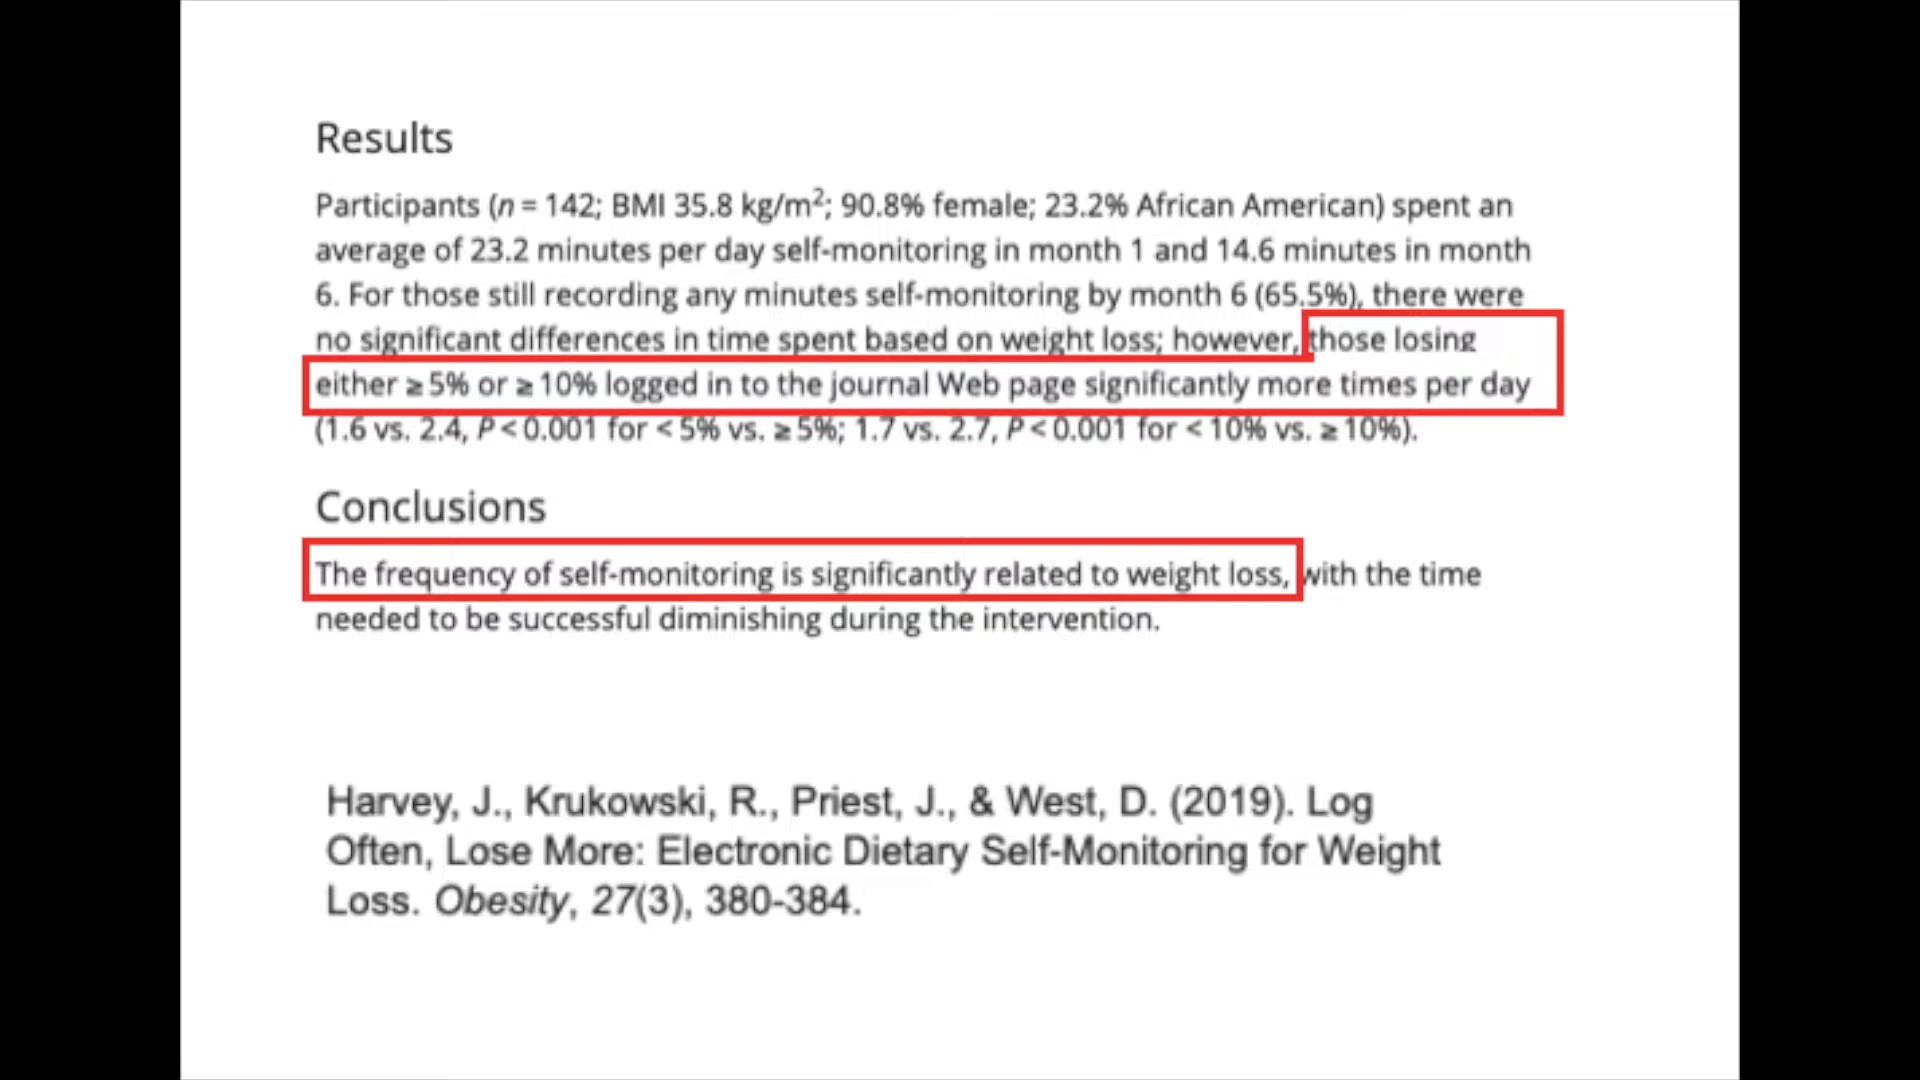 Results
Participants (n = 142; BMI 35.8 kg/m²; 90.8% female; 23.2% African American) spent an
average of 23.2 minutes per day self-monitoring in month 1 and 14.6 minutes in month
6. For those still recording any minutes self-monitoring by month 6 (65.5%), there were
no significant differences in time spent based on weight loss; however, those losing
either ≥ 5% or ≥ 10% logged in to the journal Web page significantly more times per day
(1.6 vs. 2.4, P < 0.001 for < 5% vs. ≥ 5%; 1.7 vs. 2.7, P < 0.001 for < 10% vs. ≥ 10%).
Conclusions
The frequency of self-monitoring is significantly related to weight loss, with the time
needed to be successful diminishing during the intervention.
Harvey, J., Krukowski, R., Priest, J., & West, D. (2019). Log
Often, Lose More: Electronic Dietary Self-Monitoring for Weight
Loss. Obesity, 27(3), 380-384.